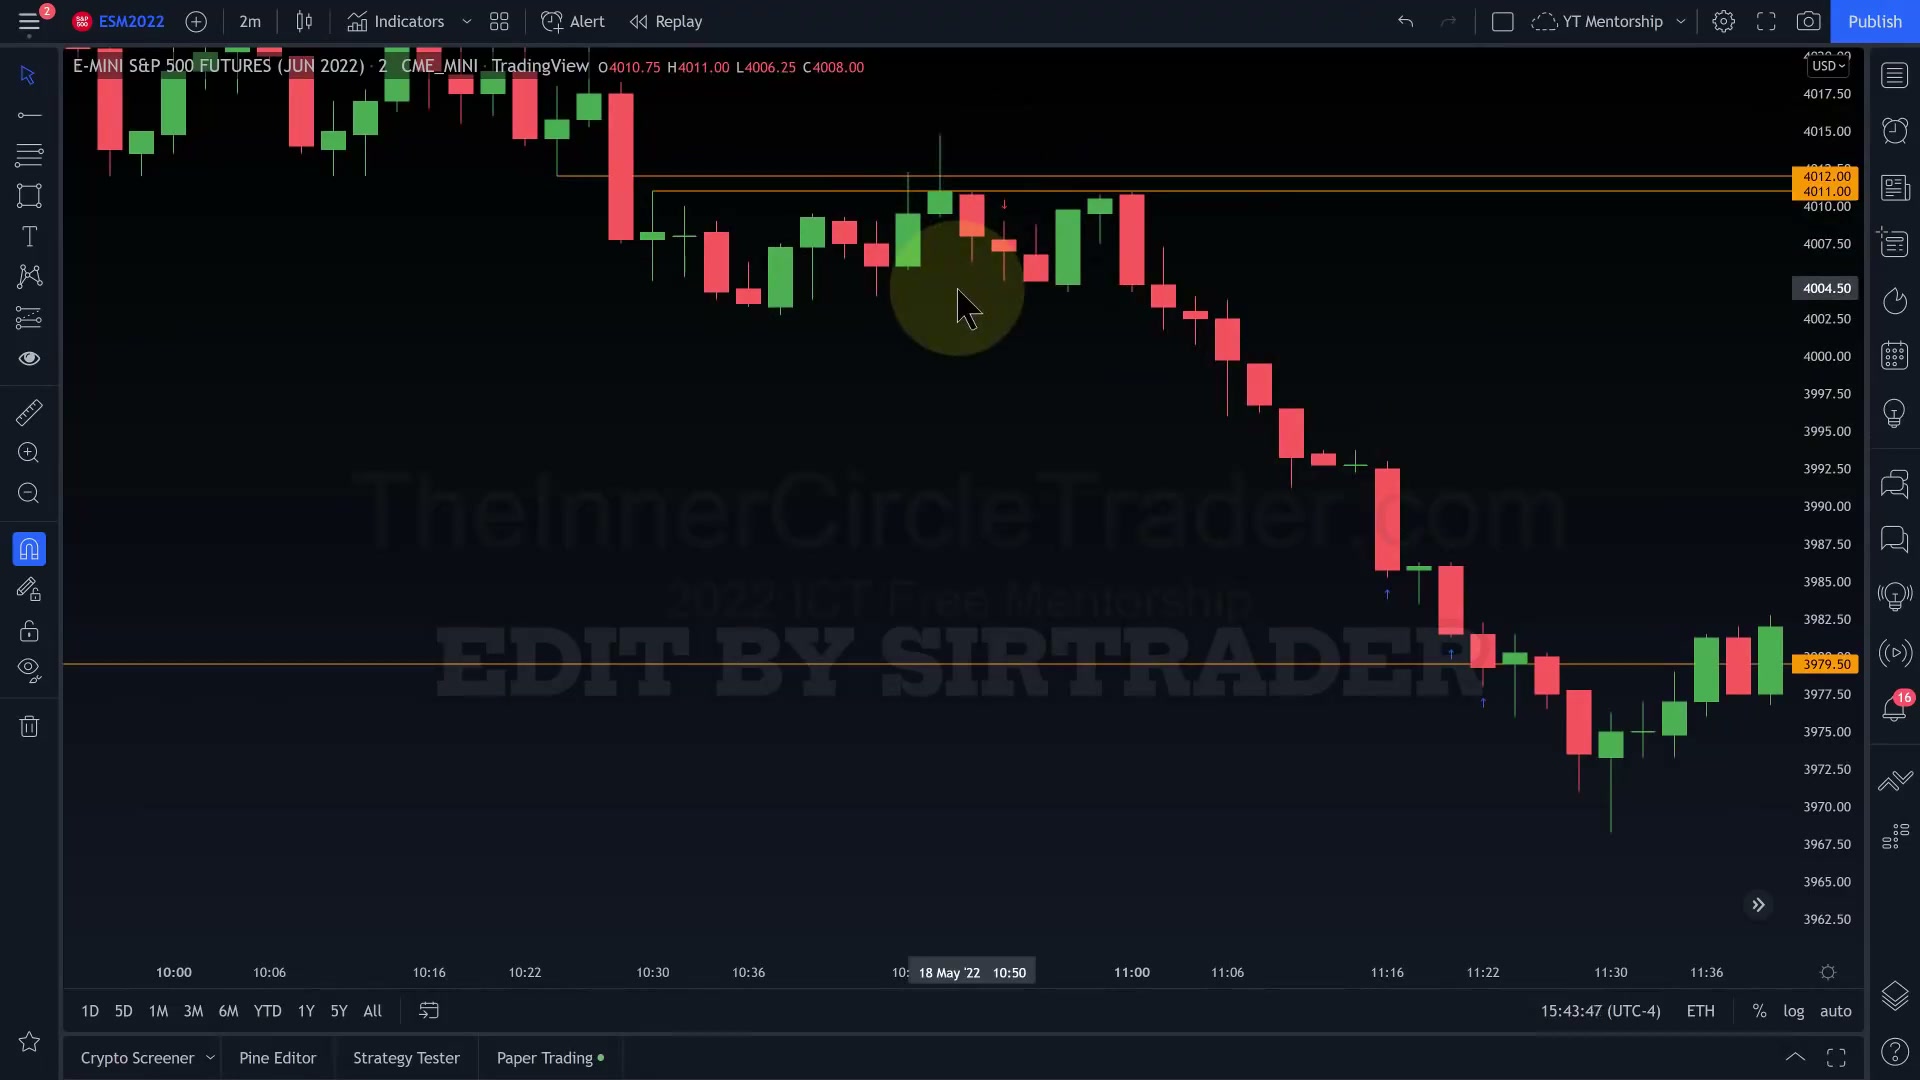 2
ESM2022
2m
Indicators
Alert
Replay
YT Mentorship
Publish
E-MINI S&P 500 FUTURES (JUN 2022) · 2 · CME_MINI · TradingView O4010.75 H4011.00 L4006.25 C4008.00
USD
4017.50
4015.00
4012.00
4011.00
4010.00
4007.50
4004.50
4002.50
4000.00
3997.50
3995.00
3992.50
3990.00
3987.50
3985.00
3982.50
3979.50
3977.50
3975.00
3972.50
3970.00
3967.50
3965.00
3962.50
TheInnerCircleTrader.com
2022 ICT Free Mentorship
EDIT BY SIRTRADER
16
10:00 10:06 10:16 10:22 10:30 10:36 18 May '22 10:50 11:00 11:06 11:16 11:22 11:30 11:36
1D 5D 1M 3M 6M YTD 1Y 5Y All
15:43:47 (UTC-4) ETH % log auto
Crypto Screener Pine Editor Strategy Tester Paper Trading